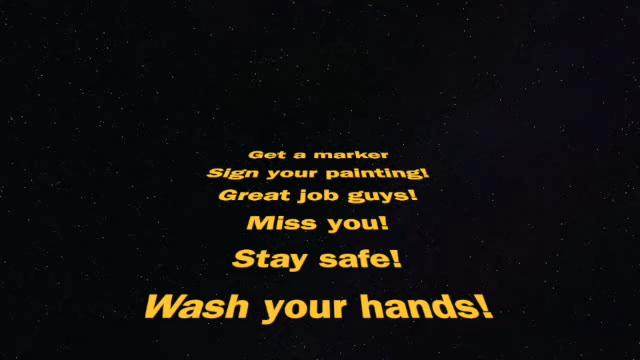 Get a marker
Sign your painting!
Great job guys!
Miss you!
Stay safe!
Wash your hands!